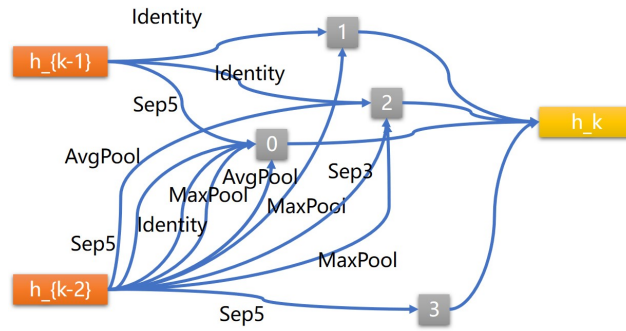 Identity
1
h_{k-1}
Identity
2
Sep5
h_k
0
AvgPool
Sep3
AvgPool
MaxPool
MaxPool
Identity
Sep5
MaxPool
h_{k-2}
Sep5
3